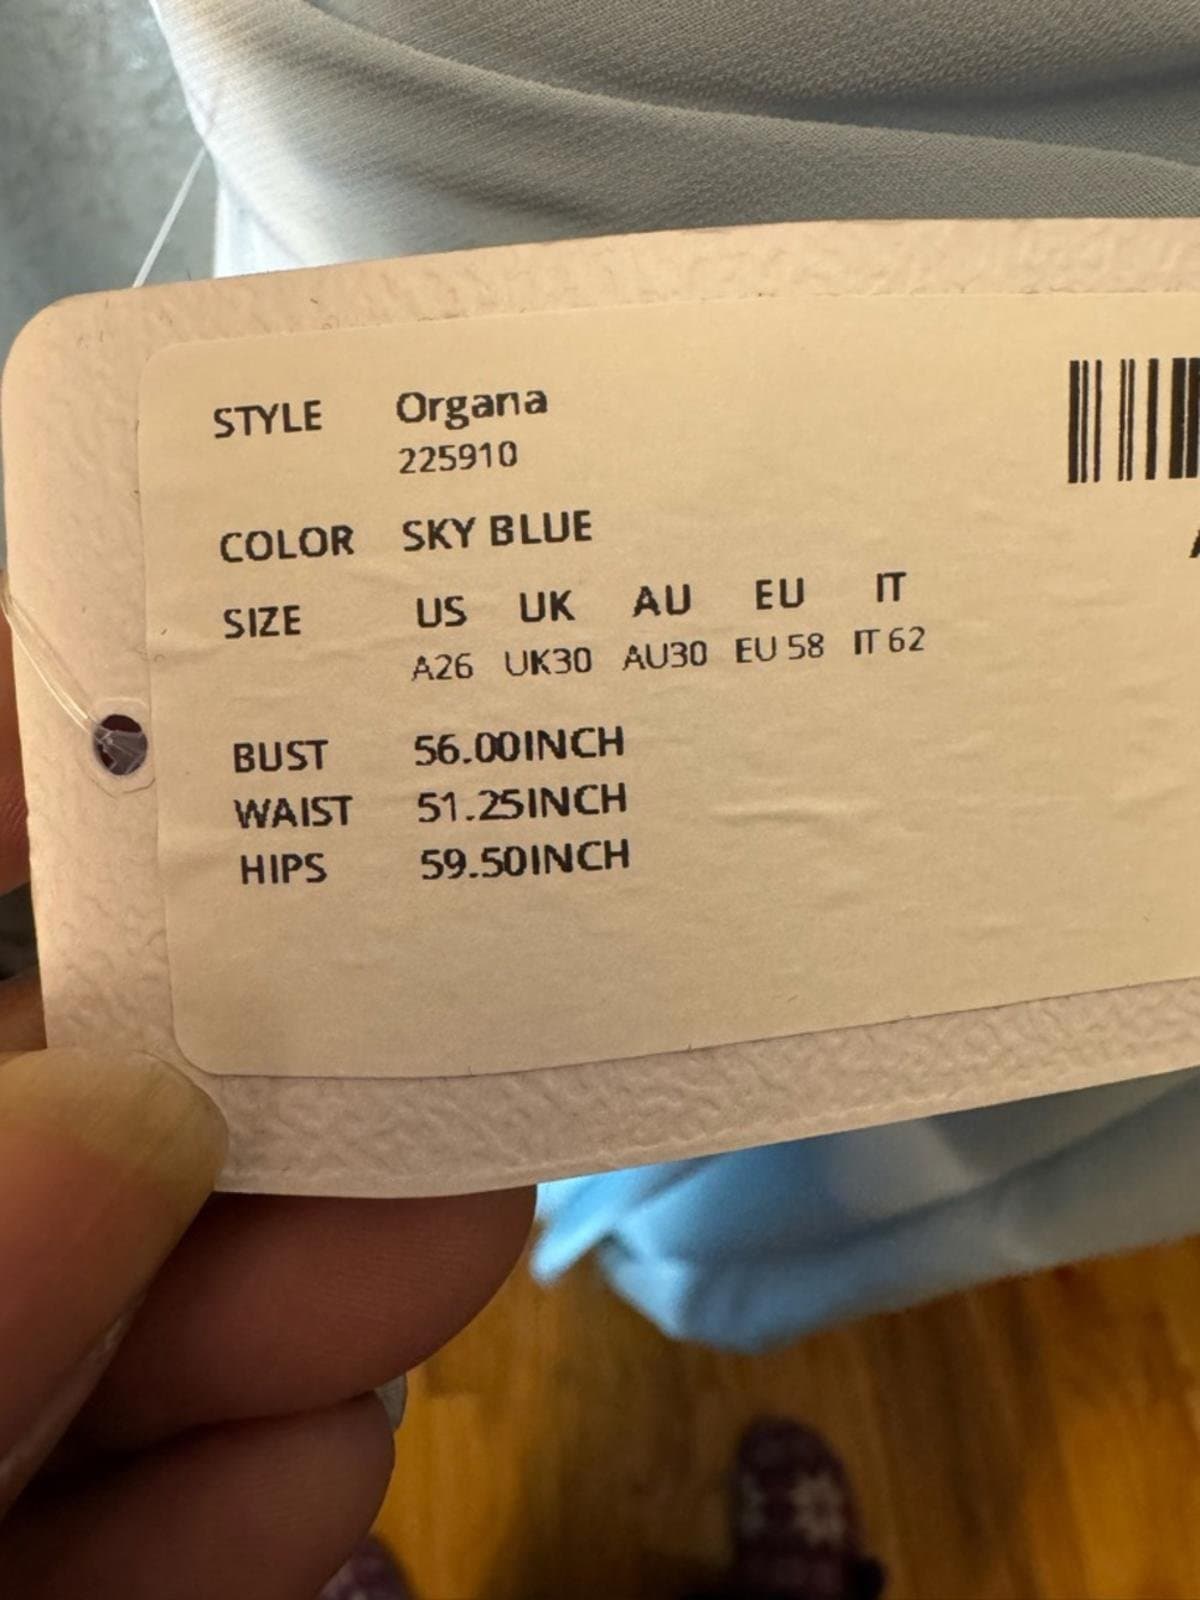 STYLE Organa
225910
COLOR SKY BLUE
SIZE US UK AU EU IT
A26 UK30 AU30 EU 58 IT 62
BUST 56.00INCH
WAIST 51.25INCH
HIPS 59.50INCH